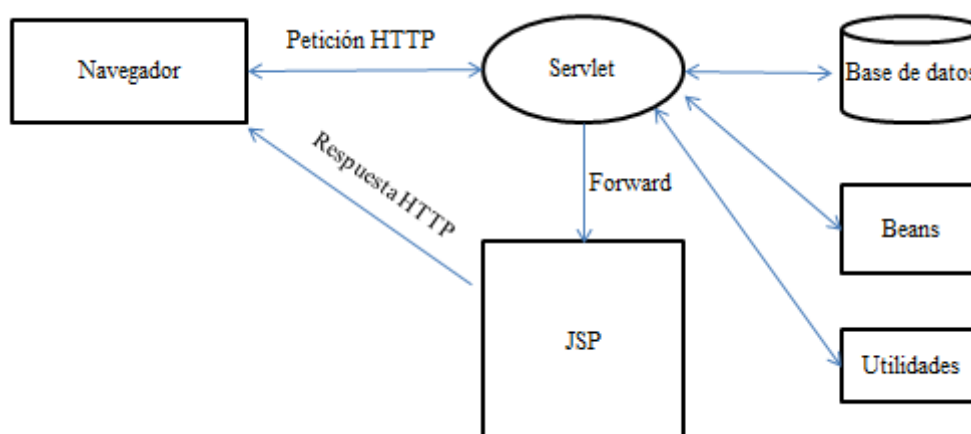 Petición HTTP
Navegador
Servlet
Base de datos
Respuesta HTTP
Forward
Beans
JSP
Utilidades